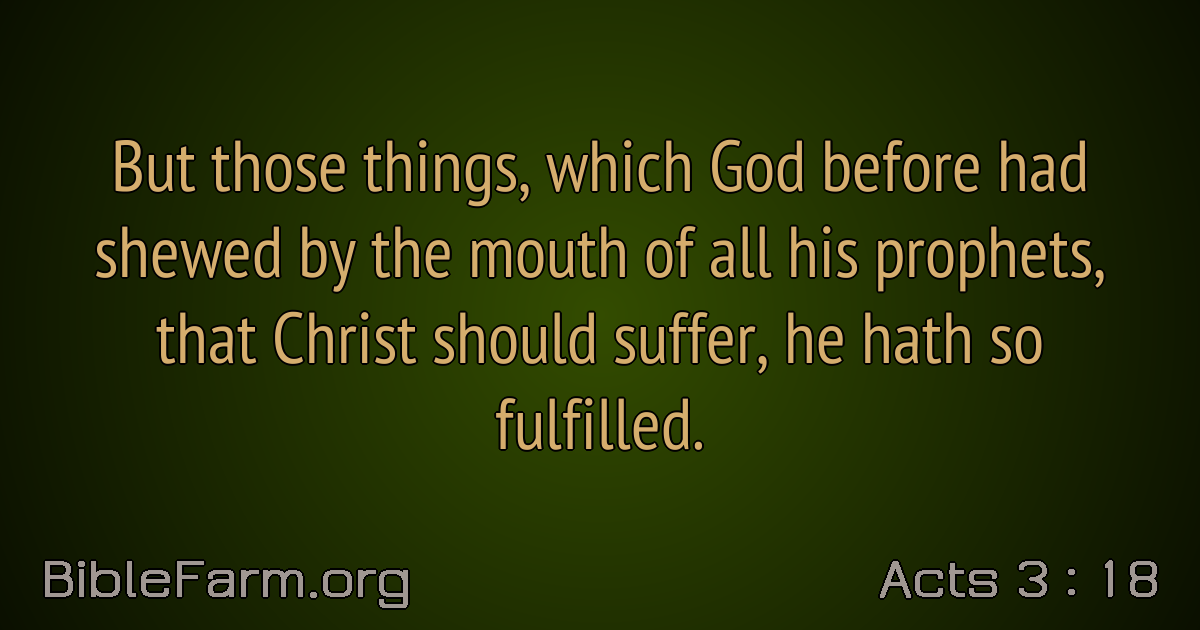 But those things, which God before had
shewed by the mouth of all his prophets,
that Christ should suffer, he hath so
fulfilled.
BibleFarm.org
Acts 3 : 18